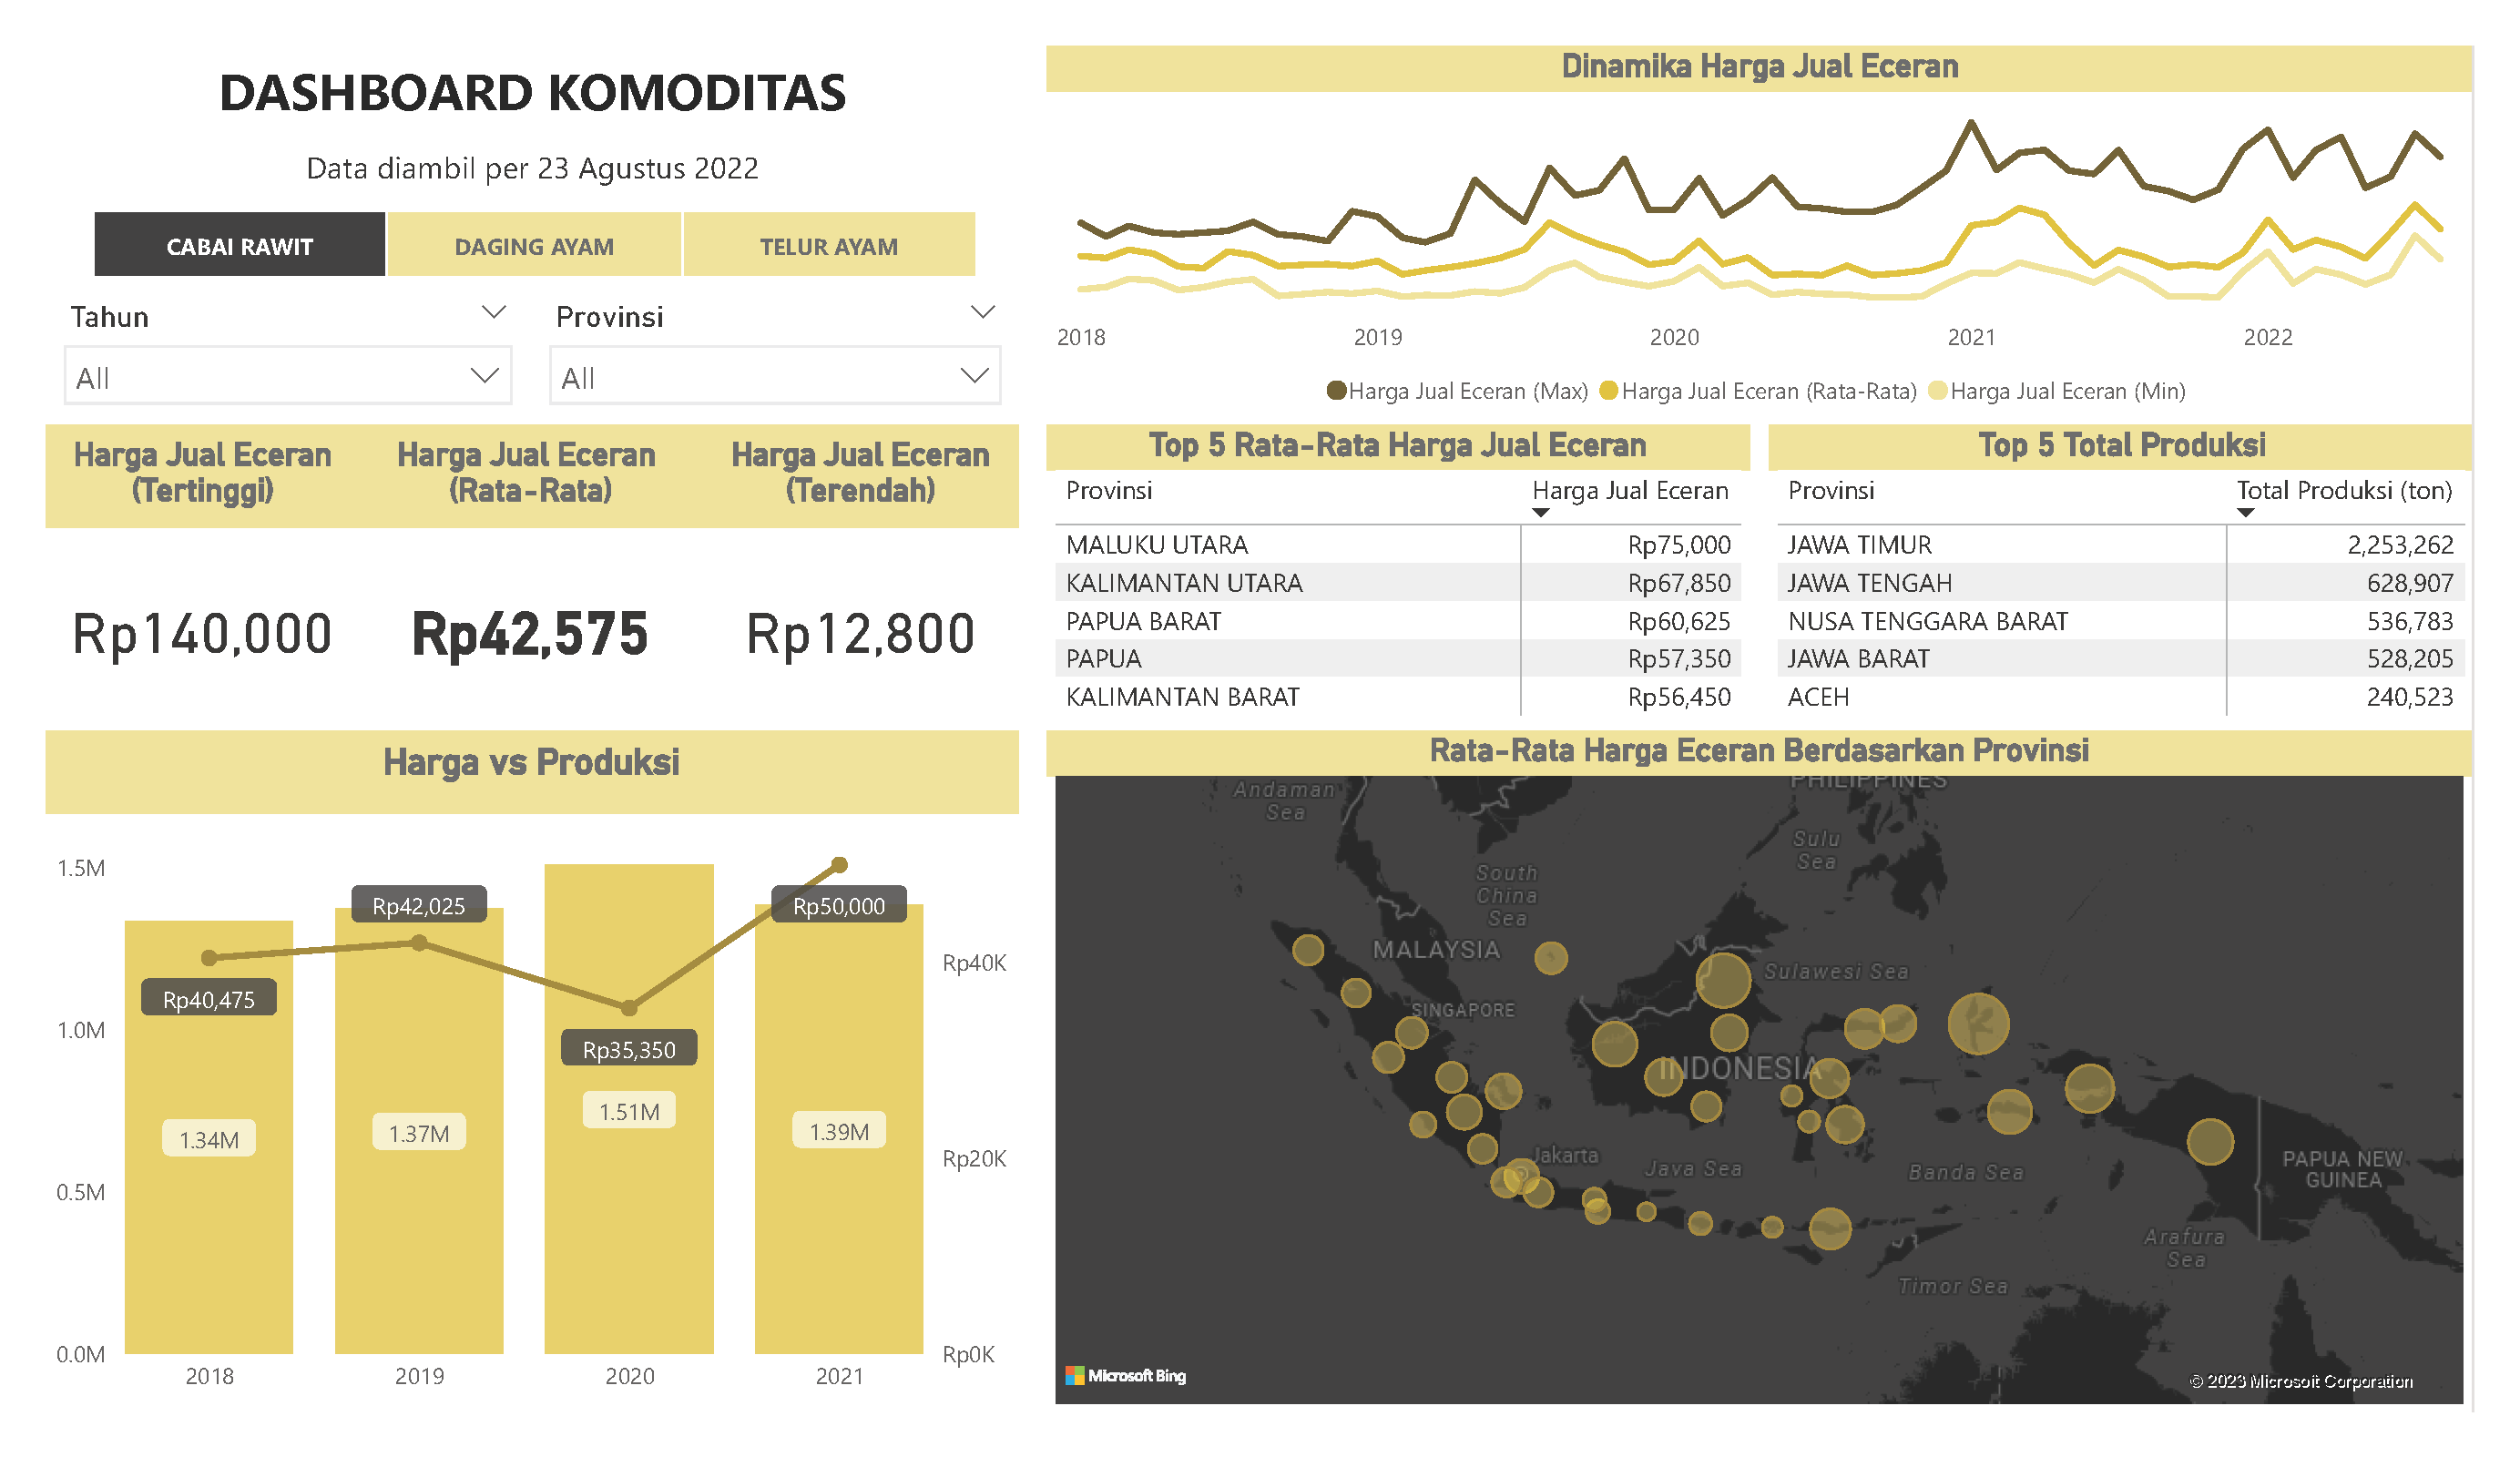 DASHBOARD KOMODITAS
Data diambil per 23 Agustus 2022
CABAI RAWIT
DAGING AYAM
TELUR AYAM
Tahun
Provinsi
All
All
Harga Jual Eceran
(Tertinggi)
Harga Jual Eceran
(Rata-Rata)
Harga Jual Eceran
(Terendah)
Rp140,000
Rp42,575
Rp12,800
Harga vs Produksi
1.5M
1.0M
0.5M
0.0M
Rp40,475
Rp42,025
Rp35,350
Rp50,000
1.34M
1.37M
1.51M
1.39M
Rp40K
Rp20K
Rp0K
2018
2019
2020
2021
Dinamika Harga Jual Eceran
2018
2019
2020
2021
2022
Harga Jual Eceran (Max)
Harga Jual Eceran (Rata-Rata)
Harga Jual Eceran (Min)
Top 5 Rata-Rata Harga Jual Eceran
Provinsi Harga Jual Eceran
MALUKU UTARA Rp75,000
KALIMANTAN UTARA Rp67,850
PAPUA BARAT Rp60,625
PAPUA Rp57,350
KALIMANTAN BARAT Rp56,450
Top 5 Total Produksi
Provinsi Total Produksi (ton)
JAWA TIMUR 2,253,262
JAWA TENGAH 628,907
NUSA TENGGARA BARAT 536,783
JAWA BARAT 528,205
ACEH 240,523
Rata-Rata Harga Eceran Berdasarkan Provinsi
Andaman
Sea
PHILIPPINES
Sulu
Sea
South
China
Sea
MALAYSIA
Sulawesi Sea
SINGAPORE
INDONESIA
Jakarta
Java Sea
Banda Sea
PAPUA NEW
GUINEA
Arafura
Sea
Timor Sea
Microsoft Bing
© 2023 Microsoft Corporation